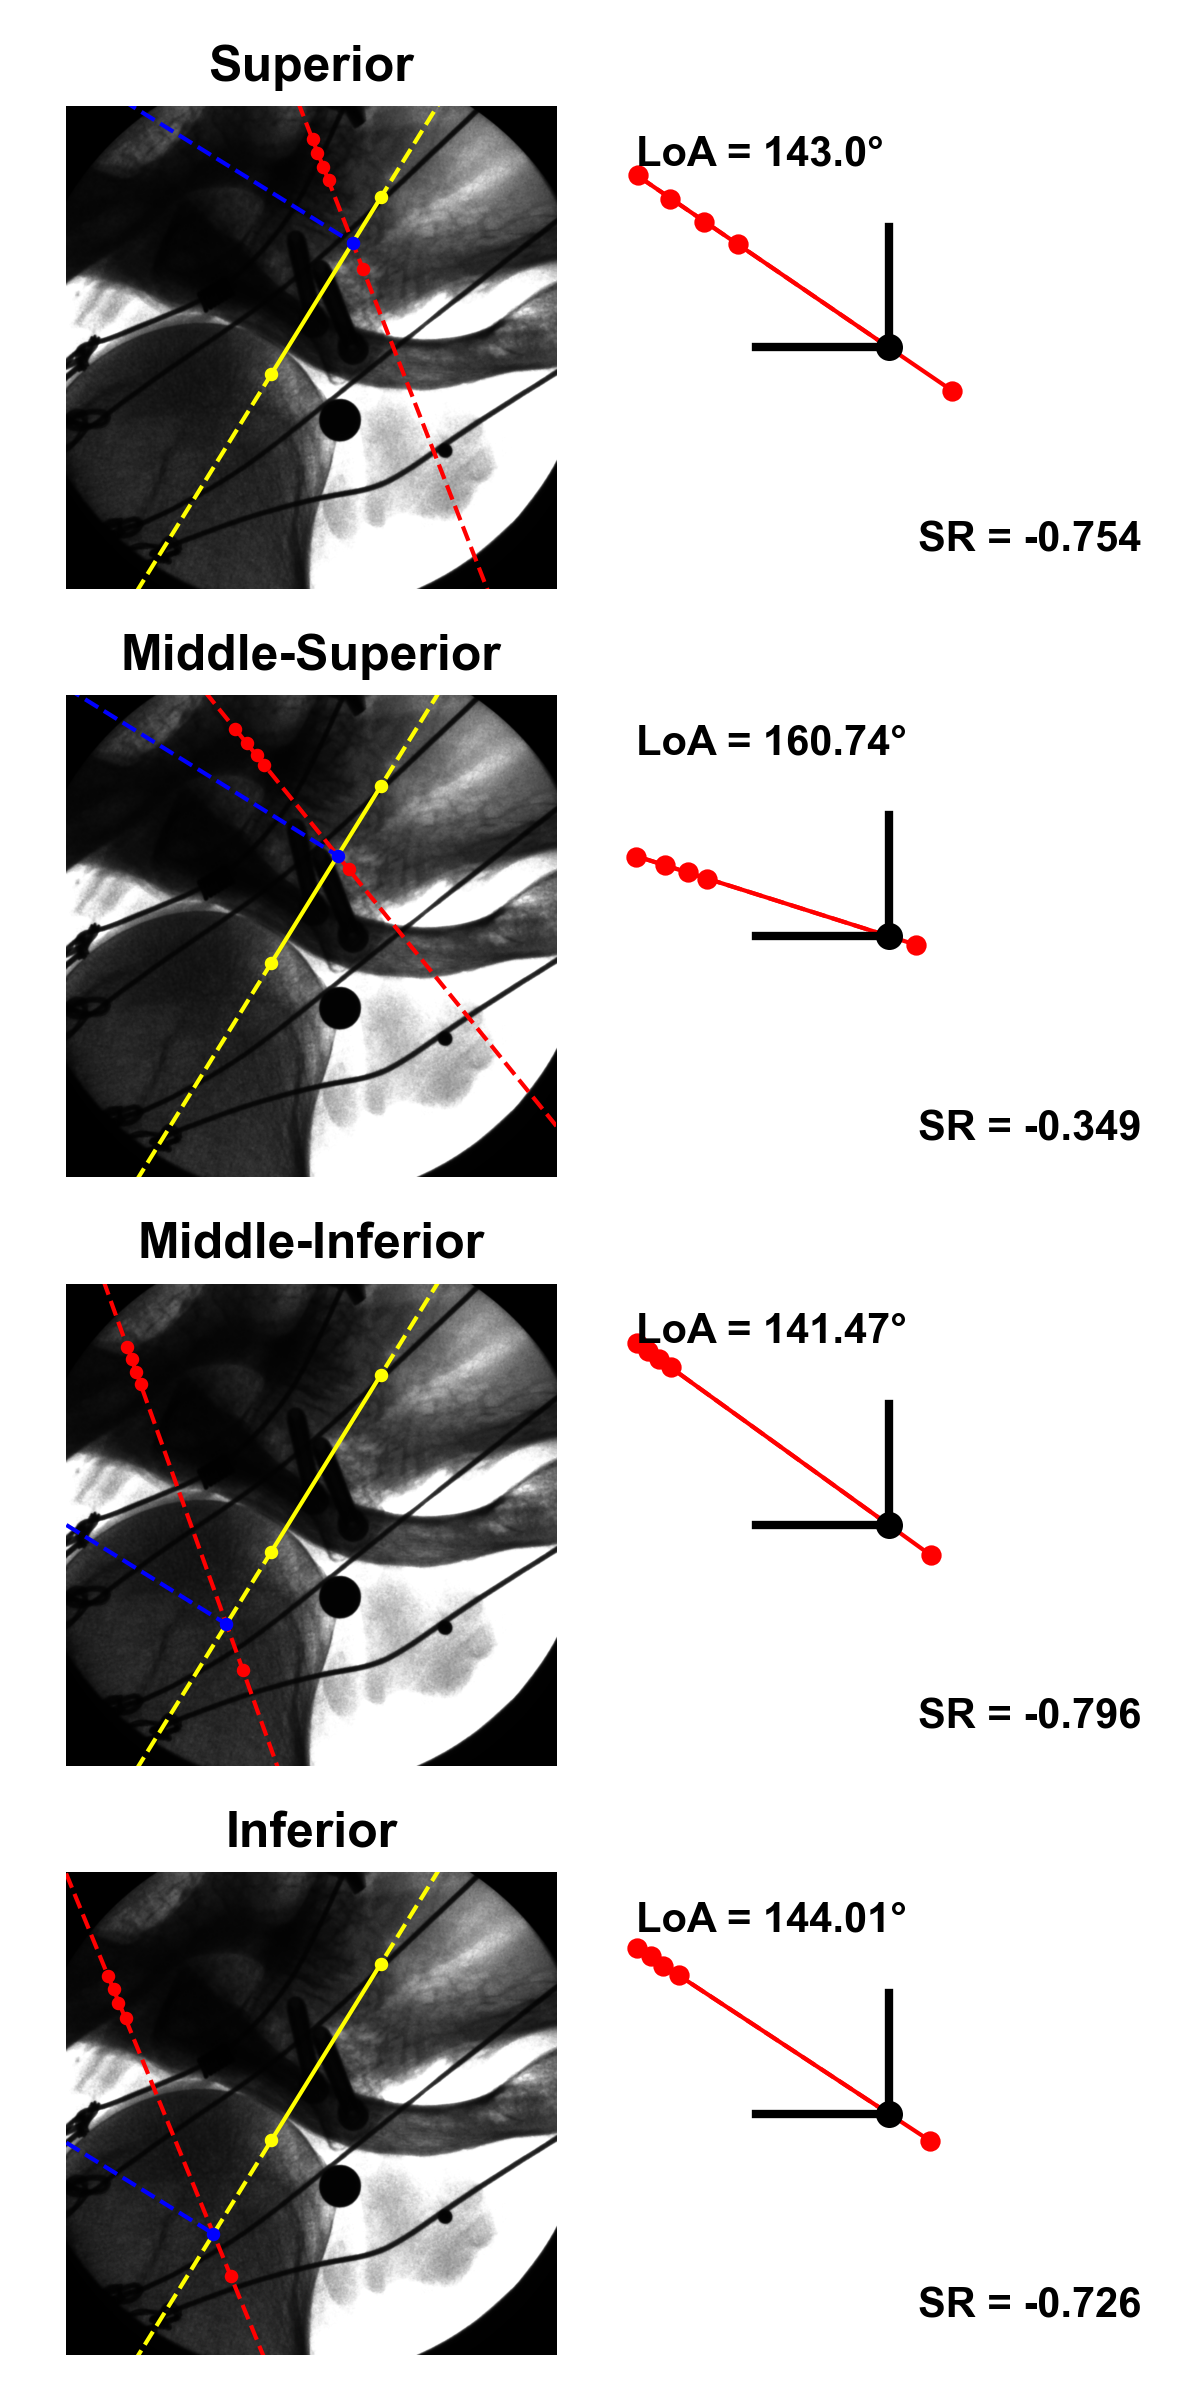 Superior
LoA = 143.0°
SR = -0.754
Middle-Superior
LoA = 160.74°
SR = -0.349
Middle-Inferior
LoA = 141.47°
SR = -0.796
Inferior
LoA = 144.01°
SR = -0.726